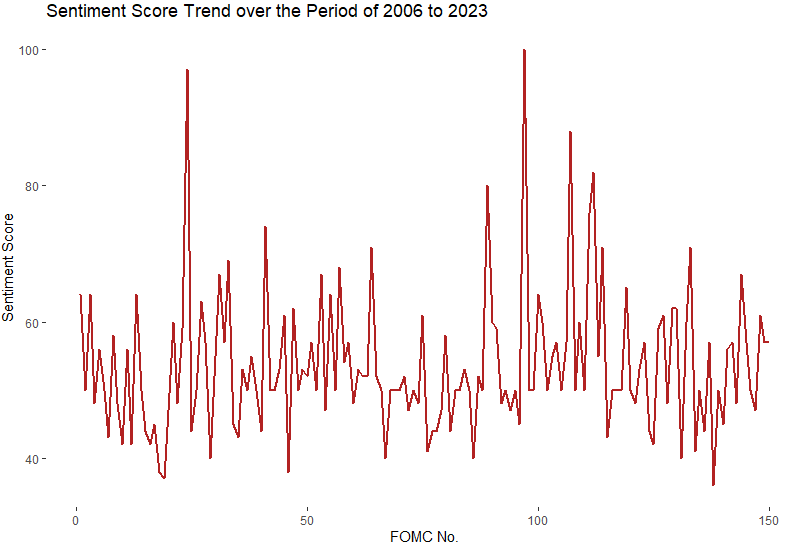 Sentiment Score Trend over the Period of 2006 to 2023
100
80
60
40
Sentiment Score
0 50 100 150
FOMC No.